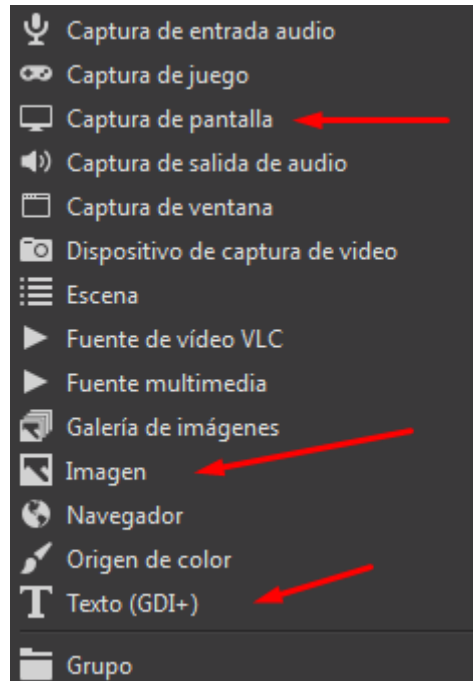 Captura de entrada audio
Captura de juego
Captura de pantalla
Captura de salida de audio
Captura de ventana
Dispositivo de captura de video
Escena
Fuente de vídeo VLC
Fuente multimedia
Galería de imágenes
Imagen
Navegador
Origen de color
Texto (GDI+)
Grupo